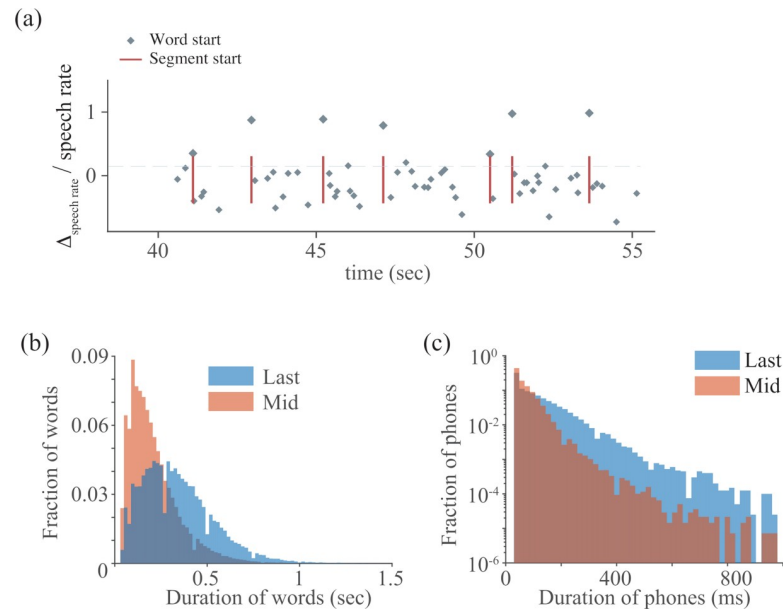 (a)
Word start
Segment start
Δspeech rate / speech rate
1
0
40
45
50
55
time (sec)
(b)
Fraction of words
0.09
0.06
0.03
0
Last
Mid
0.5
1
1.5
Duration of words (sec)
(c)
Fraction of phones
10^0
10^-2
10^-4
10^-6
Last
Mid
0
400
800
Duration of phones (ms)